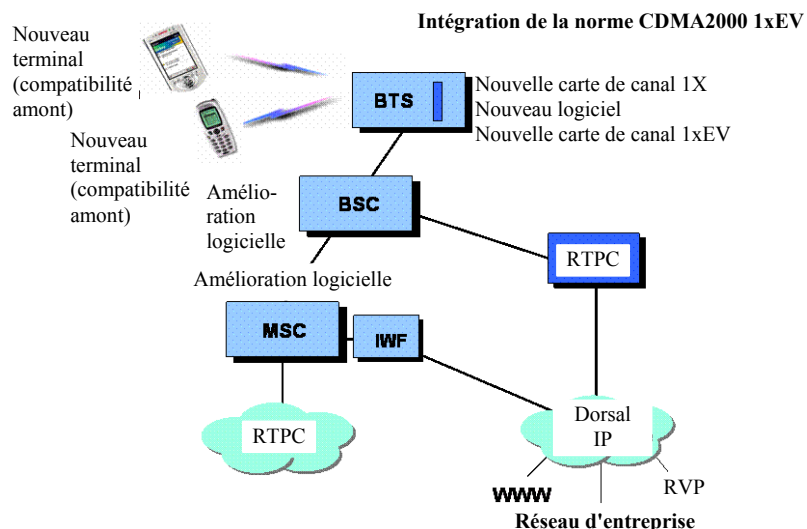 Intégration de la norme CDMA2000 1xEV
Nouveau
terminal
(compatibilité
amont)
Nouveau
terminal
(compatibilité
amont)
BTS
Nouvelle carte de canal 1X
Nouveau logiciel
Nouvelle carte de canal 1xEV
Amélio-
ration
logicielle
BSC
RTPC
Amélioration logicielle
MSC
IWF
RTPC
Dorsal
IP
WWW
RVP
Réseau d'entreprise